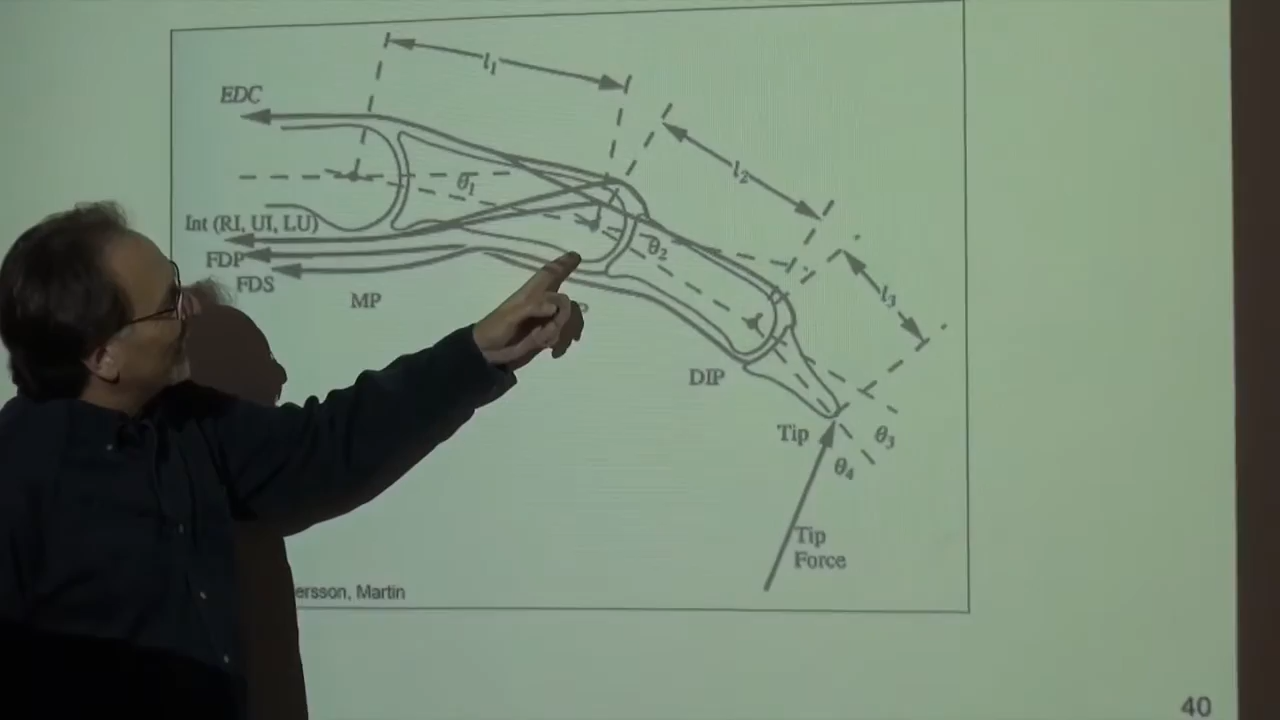 l₁
EDC
l₂
θ₁
Int (RI, UI, LU)
θ₂
FDP
FDS
l₃
MP
P
DIP
Tip
θ₃
θ₄
Tip
Force
ersson, Martin
40